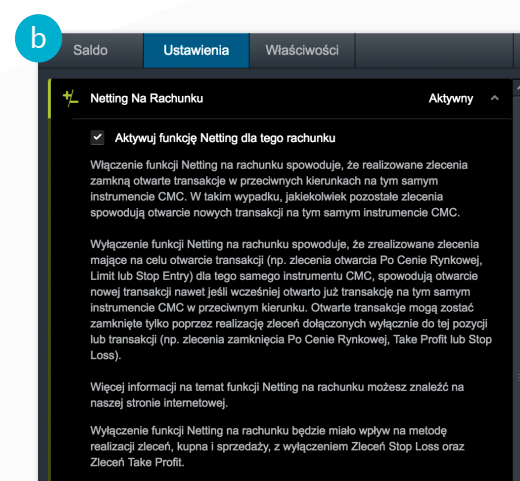 b
Saldo Ustawienia Właściwości
Netting Na Rachunku Aktywny
Aktywuj funkcję Netting dla tego rachunku
Włączenie funkcji Netting na rachunku spowoduje, że realizowane zlecenia
zamkną otwarte transakcje w przeciwnych kierunkach na tym samym
instrumencie CMC. W takim wypadku, jakiekolwiek pozostałe zlecenia
spowodują otwarcie nowych transakcji na tym samym instrumencie CMC.
Wyłączenie funkcji Netting na rachunku spowoduje, że zrealizowane zlecenia
mające na celu otwarcie transakcji (np. zlecenia otwarcia Po Cenie Rynkowej,
Limit lub Stop Entry) dla tego samego instrumentu CMC, spowodują otwarcie
nowej transakcji nawet jeśli wcześniej otwarto już transakcję na tym samym
instrumencie CMC w przeciwnym kierunku. Otwarte transakcje mogą zostać
zamknięte tylko poprzez realizację zleceń dołączonych wyłącznie do tej pozycji
lub transakcji (np. zlecenia zamknięcia Po Cenie Rynkowej, Take Profit lub Stop
Loss).
Więcej informacji na temat funkcji Netting na rachunku możesz znaleźć na
naszej stronie internetowej.
Wyłączenie funkcji Netting na rachunku będzie miało wpływ na metodę
realizacji zleceń, kupna i sprzedaży, z wyłączeniem Zleceń Stop Loss oraz
Zleceń Take Profit.